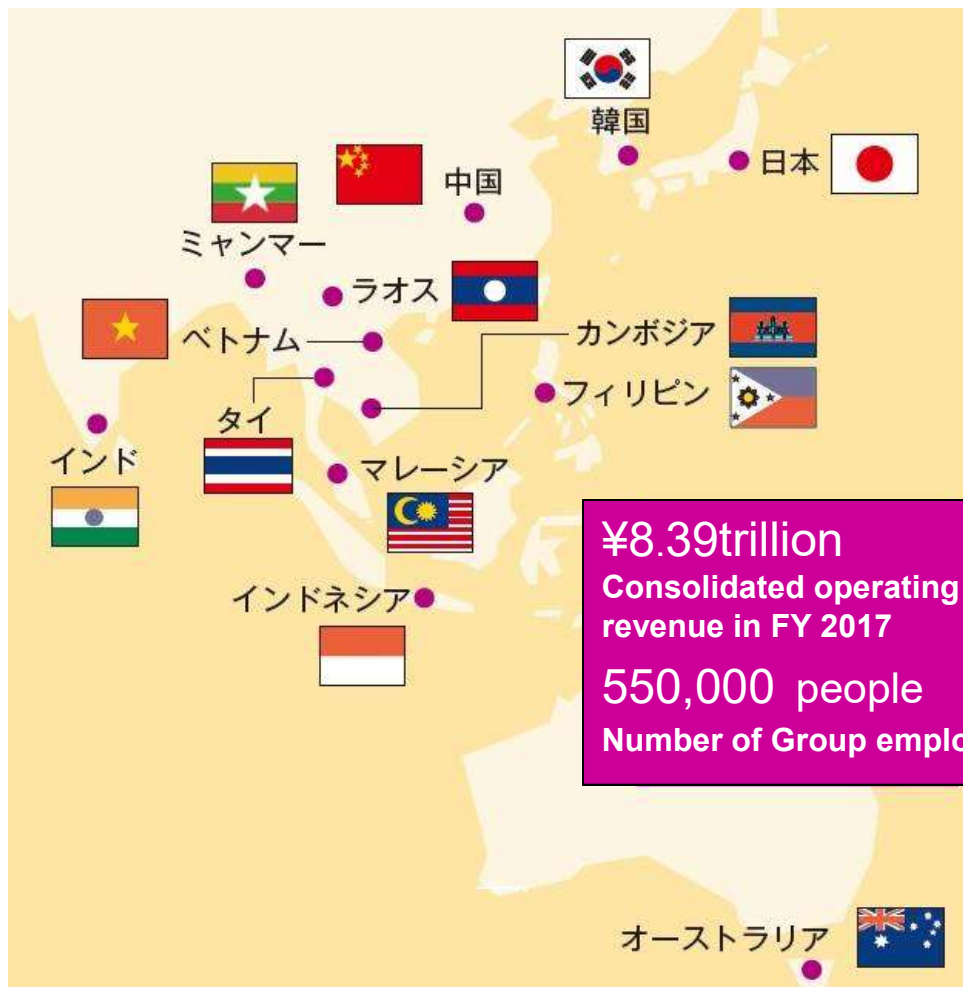 韓国
日本
中国
ミャンマー
ラオス
ベトナム
カンボジア
フィリピン
タイ
インド
マレーシア
インドネシア
¥8.39trillion
Consolidated operating
revenue in FY 2017
550,000 people
Number of Group
オーストラリア